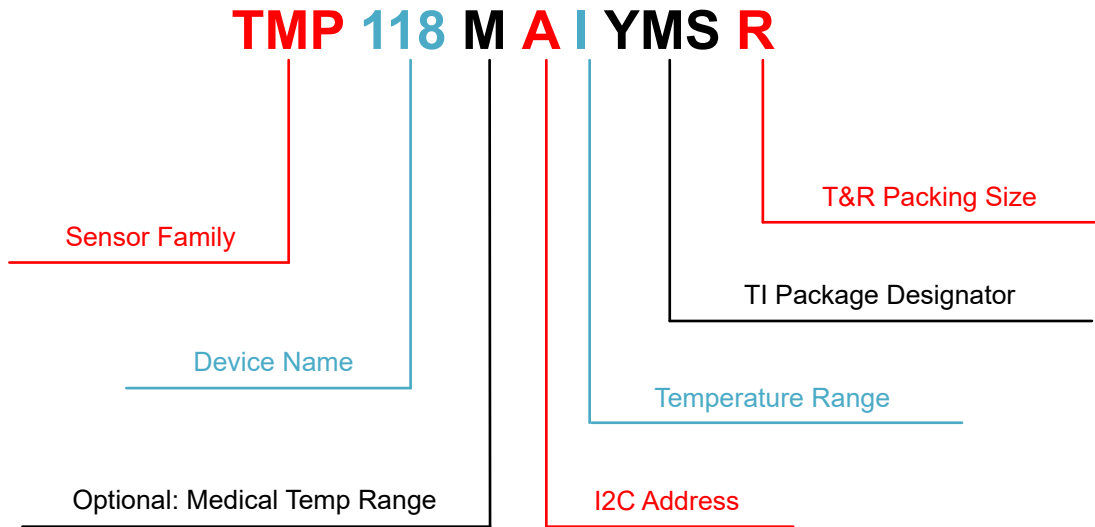 TMP 118 M A I YMS R
T&R Packing Size
Sensor Family
TI Package Designator
Device Name
Temperature Range
Optional: Medical Temp Range
I2C Address